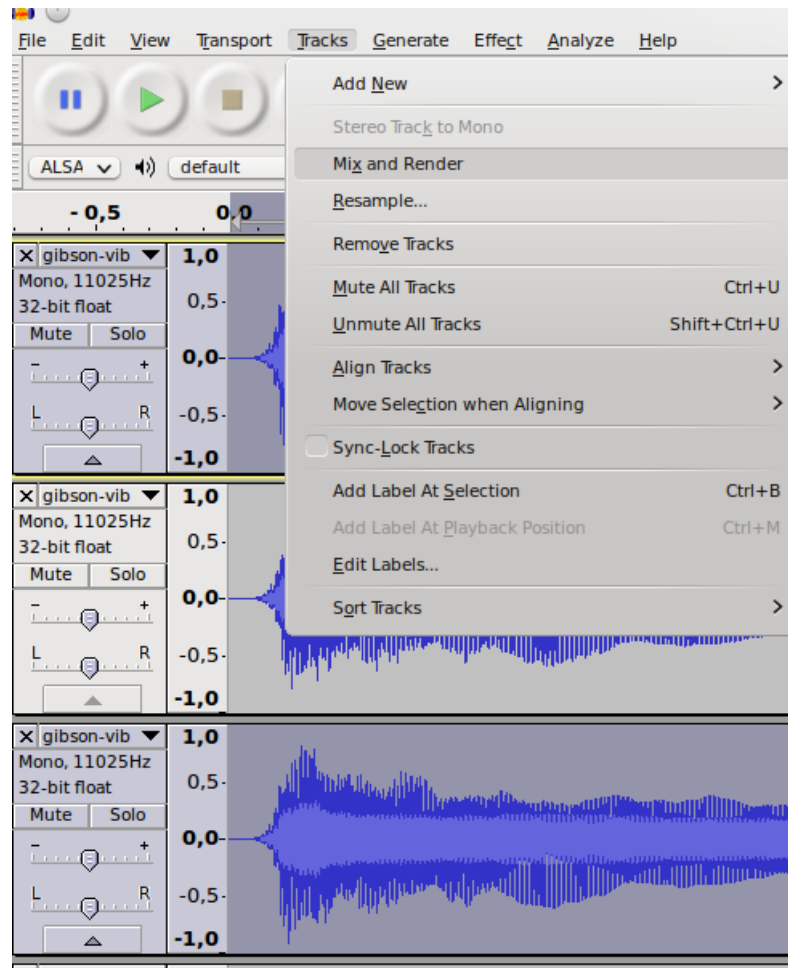 File Edit View Transport Tracks Generate Effect Analyze Help
Add New
Stereo Track to Mono
Mix and Render
Resample...
Remove Tracks
Mute All Tracks Ctrl+U
Unmute All Tracks Shift+Ctrl+U
Align Tracks
Move Selection when Aligning
Sync-Lock Tracks
Add Label At Selection Ctrl+B
Add Label At Playback Position Ctrl+M
Edit Labels...
Sort Tracks
ALSA default
- 0,5 0,0
X gibson-vib 1,0
Mono, 11025Hz
32-bit float 0,5
Mute Solo
- + 0,0
L R -0,5
-1,0
X gibson-vib 1,0
Mono, 11025Hz
32-bit float 0,5
Mute Solo
- + 0,0
L R -0,5
-1,0
X gibson-vib 1,0
Mono, 11025Hz
32-bit float 0,5
Mute Solo
- + 0,0
L R -0,5
-1,0